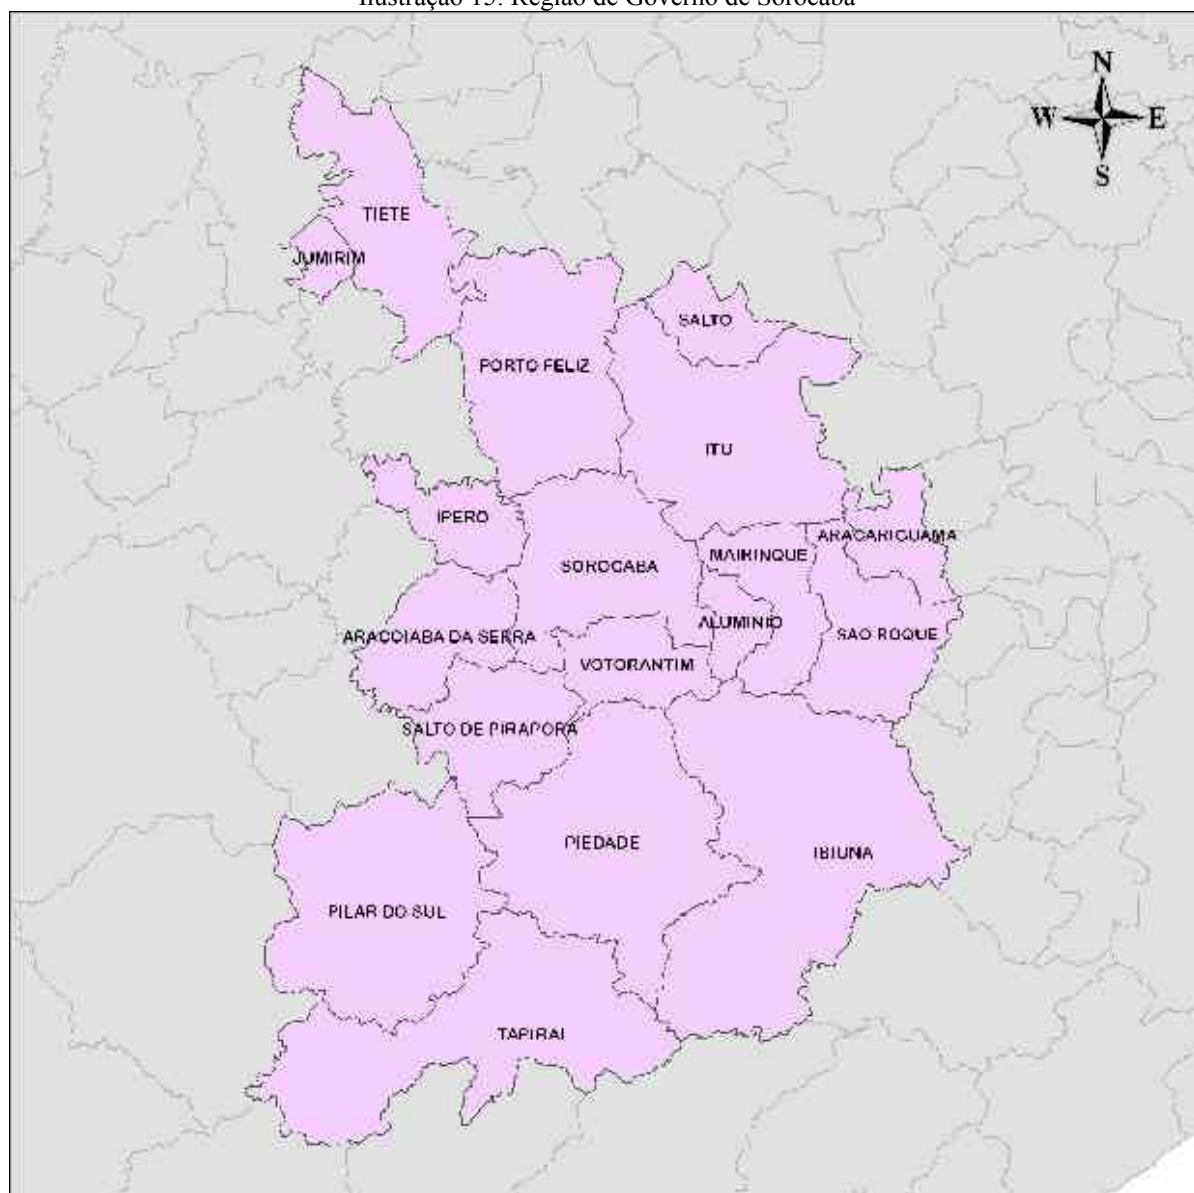 Ilustração 15: Região de Governo de Sorocaba
N
W E
S
TIETE
JUMIRIM
SALTO
PORTO FELIZ
ITU
IPERO
ARACARIGUAMA
MAIRINQUE
SOROCABA
ALUMINIO
ARACOIABA DA SERRA
SAO ROQUE
VOTORANTIM
SALTO DE PIRAPORA
PIEDADE
IBIUNA
PILAR DO SUL
TAPIRAI